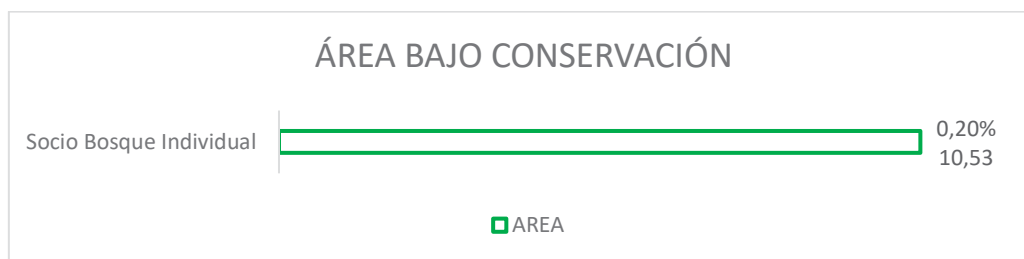 ÁREA BAJO CONSERVACIÓN
Socio Bosque Individual
0,20%
10,53
AREA